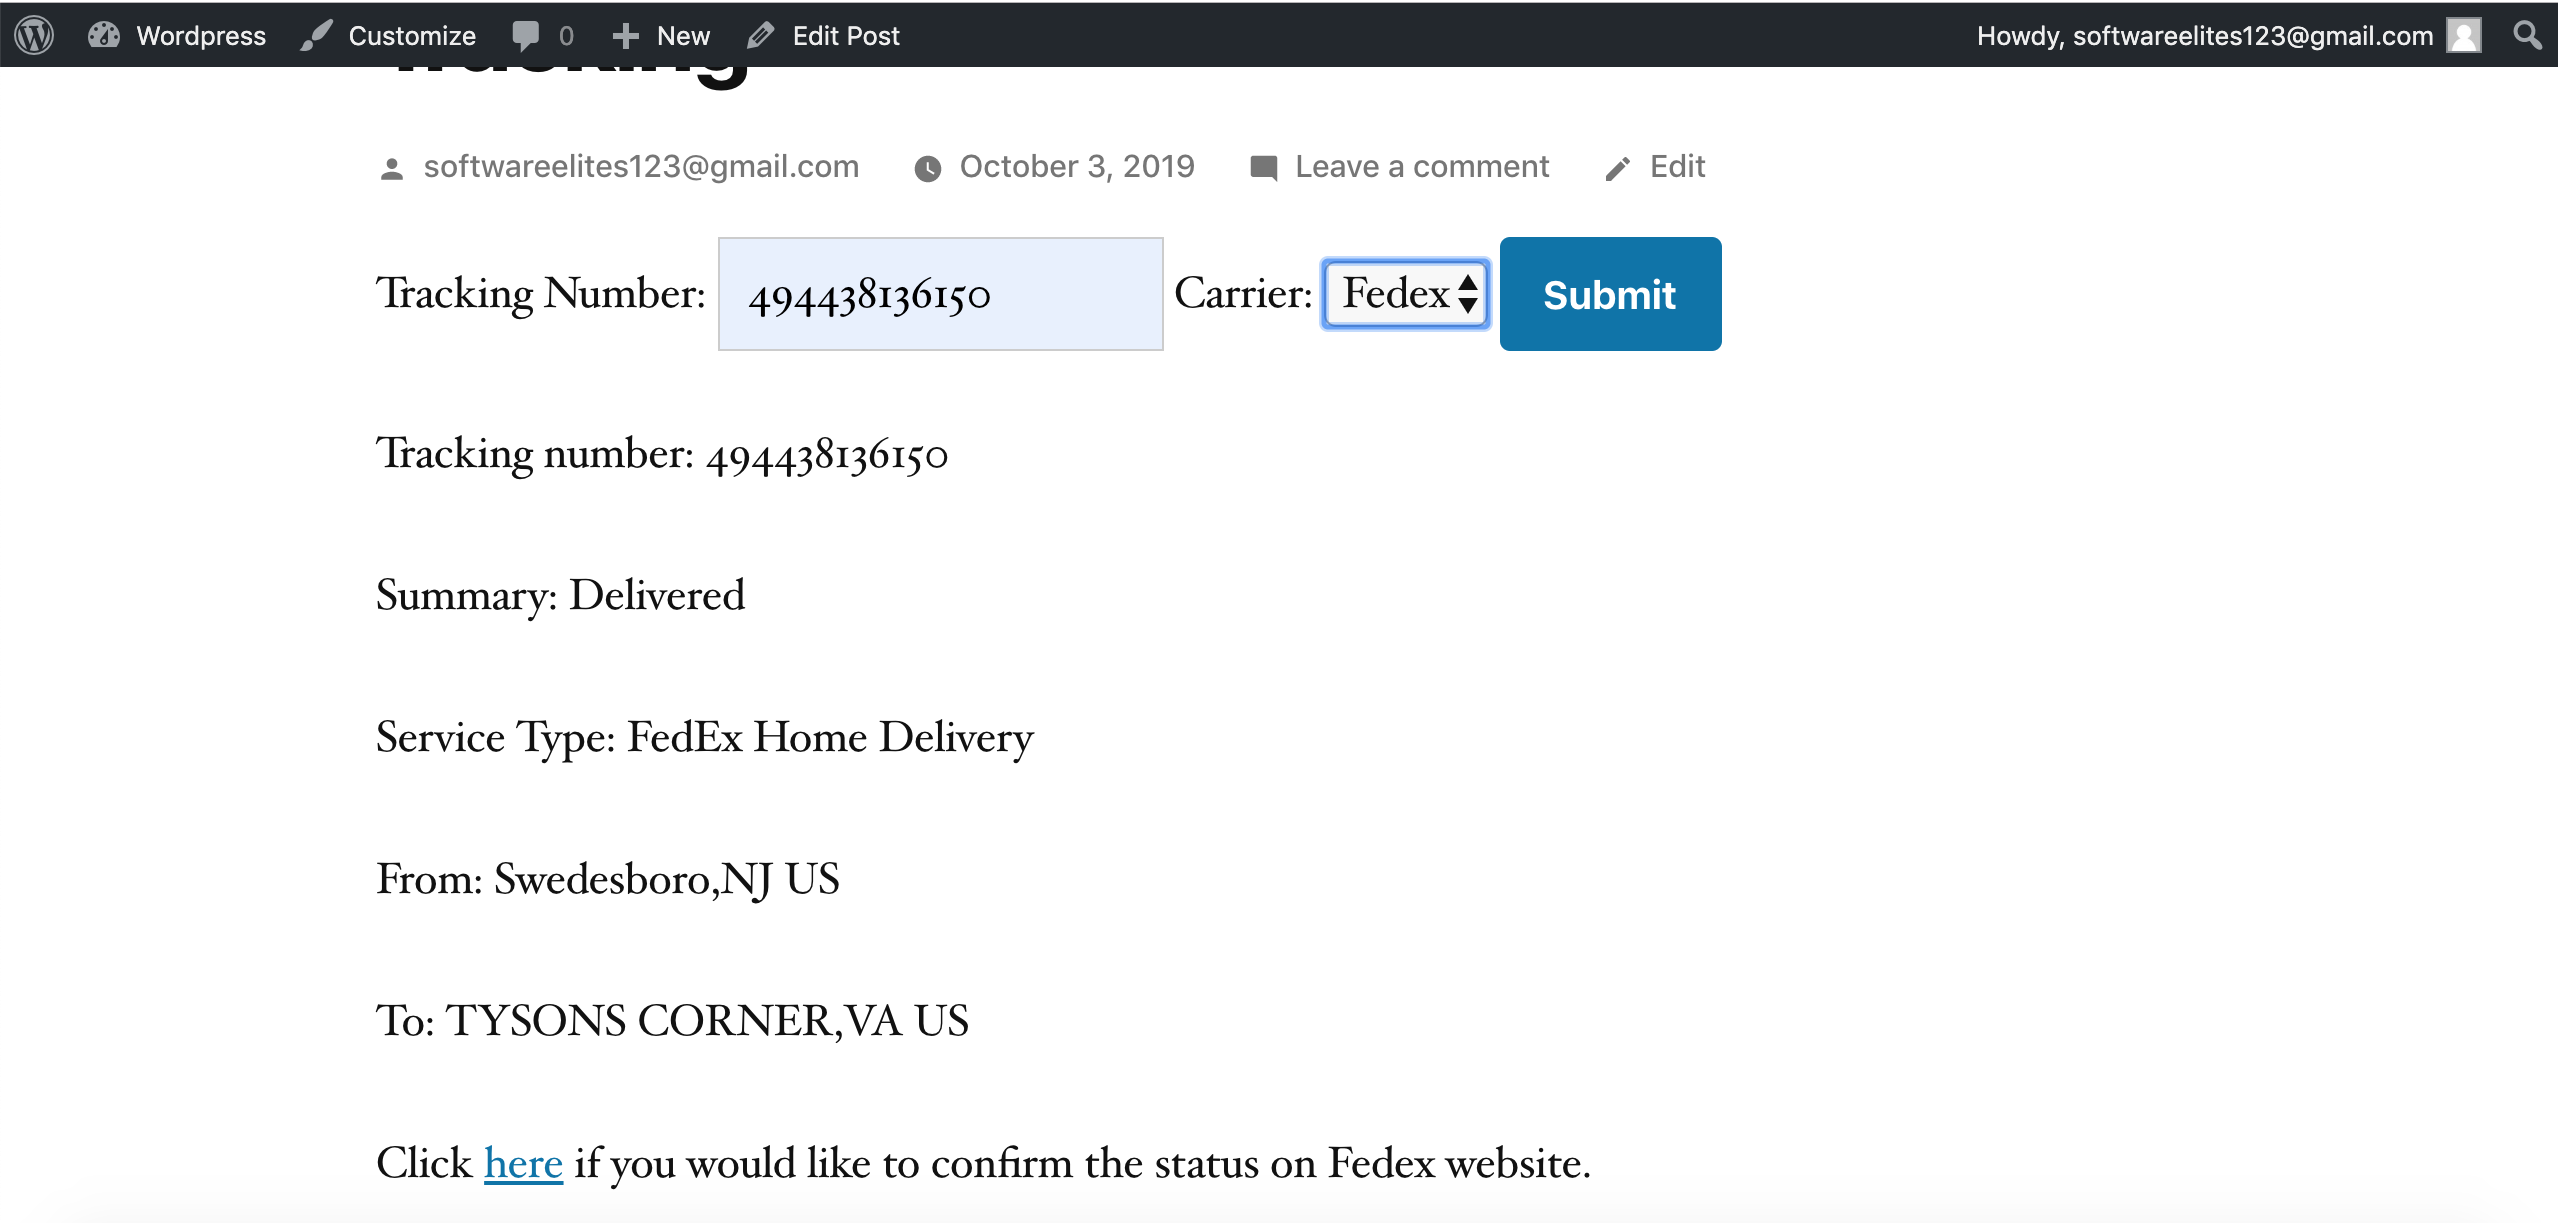 Wordpress Customize 0 New Edit Post Howdy, softwareelites123@gmail.com
Tracking
softwareelites123@gmail.com October 3, 2019 Leave a comment Edit
Tracking Number: 494438136150 Carrier: Fedex Submit
Tracking number: 494438136150
Summary: Delivered
Service Type: FedEx Home Delivery
From: Swedesboro,NJ US
To: TYSONS CORNER,VA US
Click here if you would like to confirm the status on Fedex website.